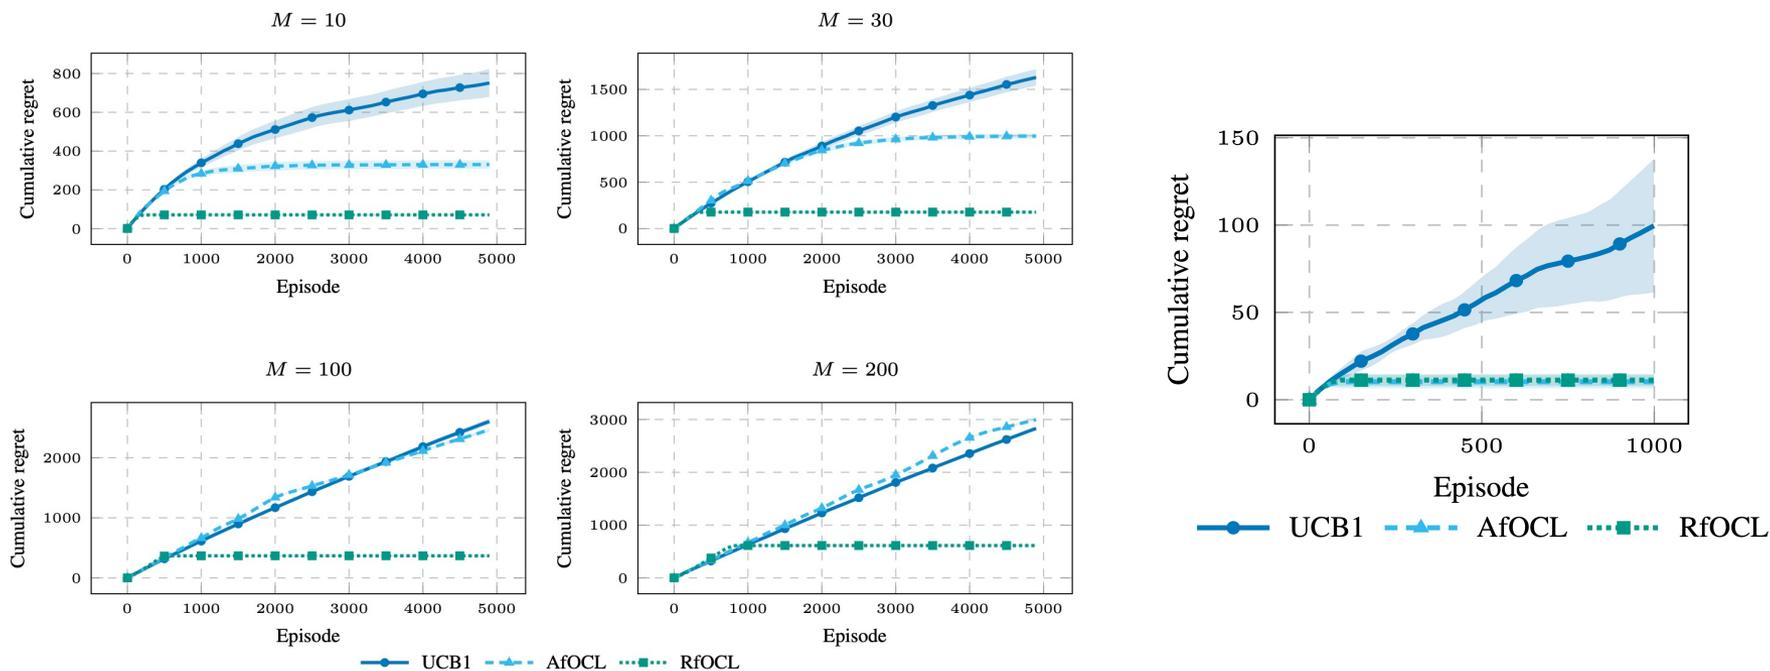 M = 10
Cumulative regret
800
600
400
200
0
0 1000 2000 3000 4000 5000
Episode
M = 30
Cumulative regret
1,500
1000
500
0
0 1000 2000 3000 4000 5000
Episode
M = 100
Cumulative regret
2000
1000
0
0 1000 2000 3000 4000 5000
Episode
M = 200
Cumulative regret
3000
2000
1000
0
0 1000 2000 3000 4000 5000
Episode
UCB1 AfOCL RfOCL
Cumulative regret
150
100
50
0
0 500 1000
Episode
UCB1 AfOCL RfOCL